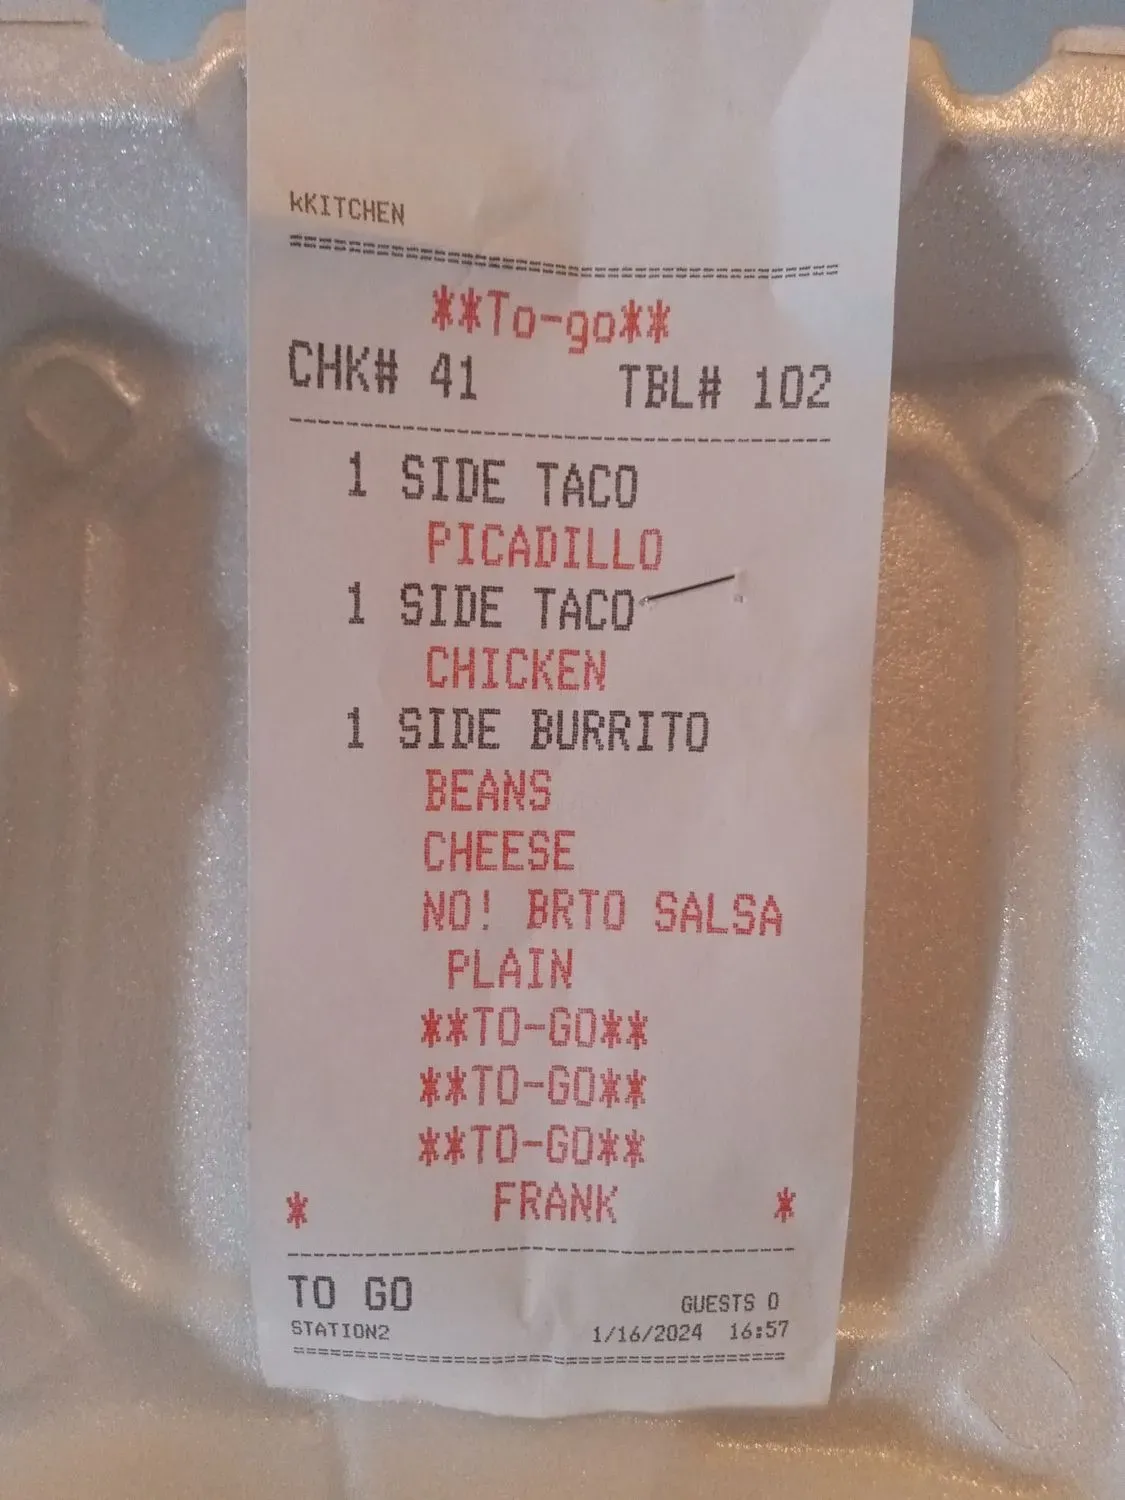 kKITCHEN
**To-go**
CHK# 41 TBL# 102
1 SIDE TACO
PICADILLO
1 SIDE TACO
CHICKEN
1 SIDE BURRITO
BEANS
CHEESE
NO! BRTO SALSA
PLAIN
**TO-GO**
**TO-GO**
**TO-GO**
* FRANK *
TO GO GUESTS 0
STATION2 1/16/2024 16:57